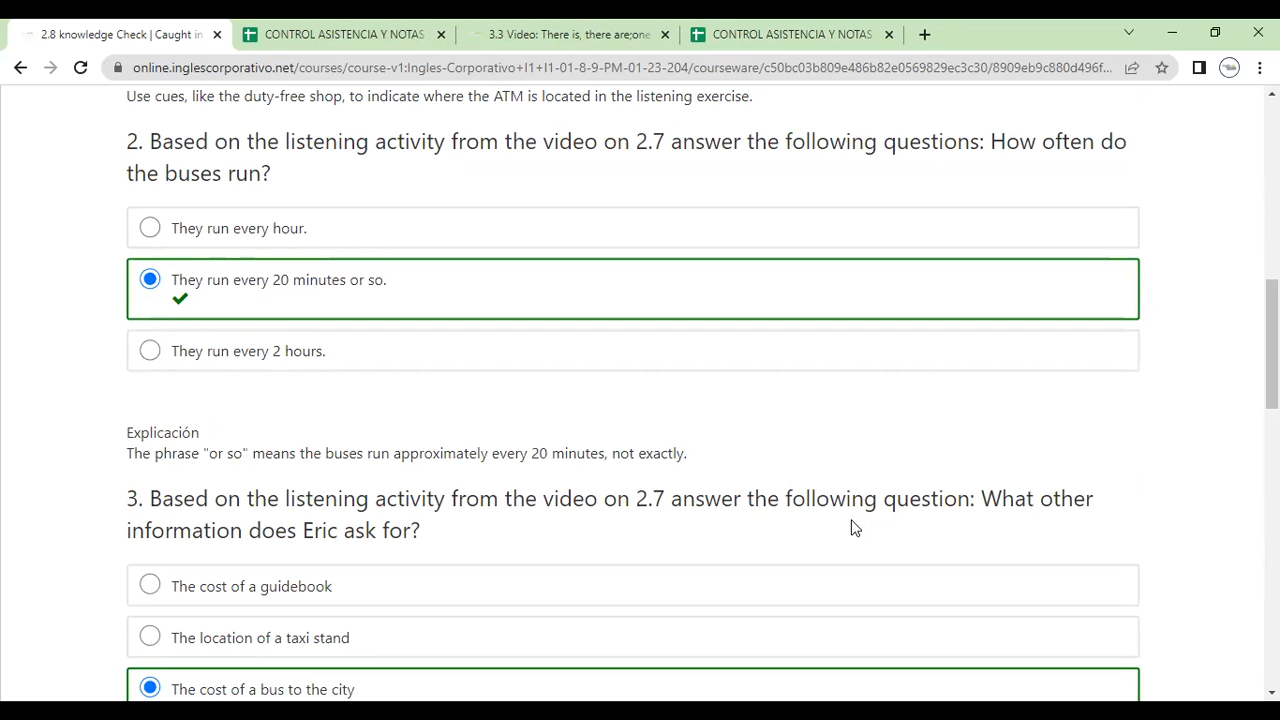 2.8 knowledge Check | Caught in
CONTROL ASISTENCIA Y NOTAS
3.3 Video: There is, there are;one
CONTROL ASISTENCIA Y NOTAS
online.inglescorporativo.net/courses/course-v1:Ingles-Corporativo+I1+I1-01-8-9-PM-01-23-204/courseware/c50bc03b809e486b82e0569829ec3c30/8909eb9c880d496f...
Use cues, like the duty-free shop, to indicate where the ATM is located in the listening exercise.
2. Based on the listening activity from the video on 2.7 answer the following questions: How often do
the buses run?
They run every hour.
They run every 20 minutes or so.
They run every 2 hours.
Explicación
The phrase "or so" means the buses run approximately every 20 minutes, not exactly.
3. Based on the listening activity from the video on 2.7 answer the following question: What other
information does Eric ask for?
The cost of a guidebook
The location of a taxi stand
The cost of a bus to the city